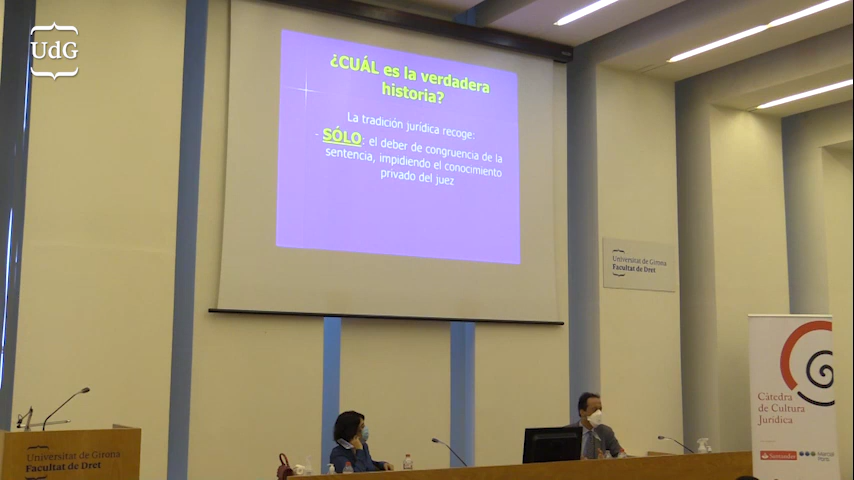 UdG
¿CUÁL es la verdadera
historia?
La tradición jurídica recoge:
- SÓLO: el deber de congruencia de la
sentencia, impidiendo el conocimiento
privado del juez
Universitat de Girona
Facultat de Dret
Càtedra
de Cultura
Jurídica
Santander
Universitat de Girona
Facultat de Dret